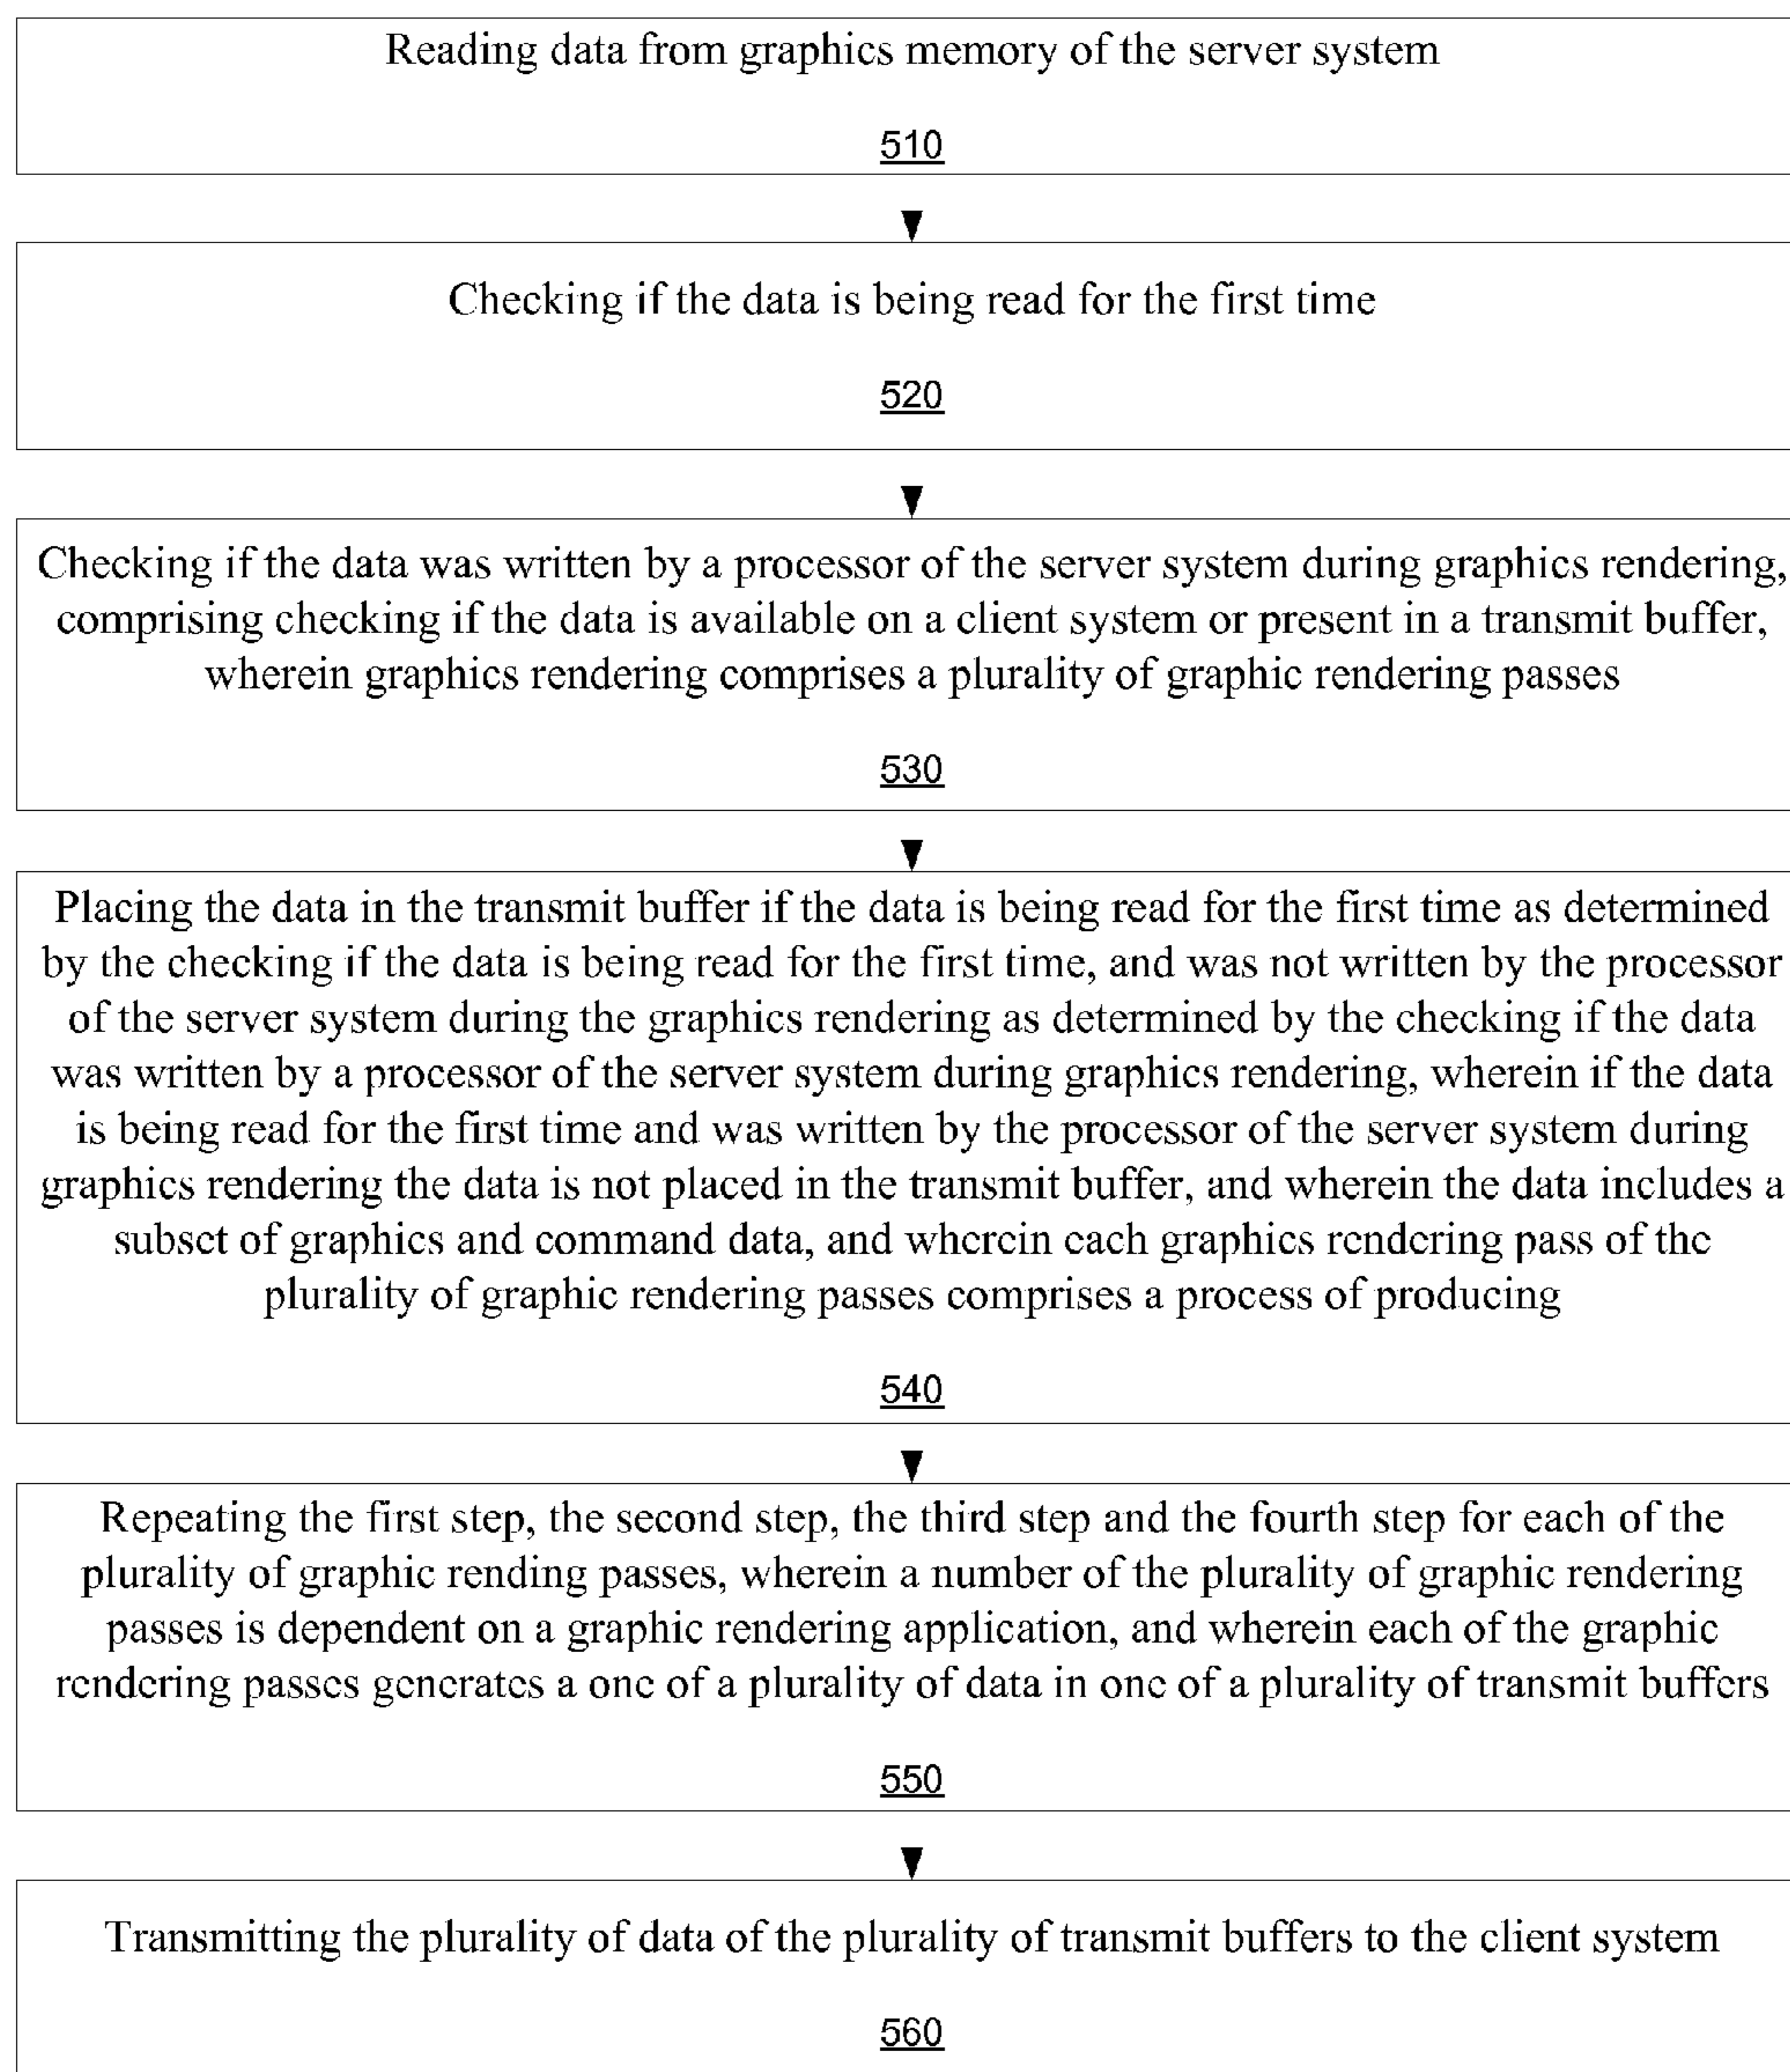 Reading data from graphics memory of the server system
510
Checking if the data is being read for the first time
520
Checking if the data was written by a processor of the server system during graphics rendering,
comprising checking if the data is available on a client system or present in a transmit buffer,
wherein graphics rendering comprises a plurality of graphic rendering passes
530
Placing the data in the transmit buffer if the data is being read for the first time as determined
by the checking if the data is being read for the first time, and was not written by the processor
of the server system during the graphics rendering as determined by the checking if the data
was written by a processor of the server system during graphics rendering, wherein if the data
is being read for the first time and was written by the processor of the server system during
graphics rendering the data is not placed in the transmit buffer, and wherein the data includes a
subset of graphics and command data, and wherein each graphics rendering pass of the
plurality of graphic rendering passes comprises a process of producing
540
Repeating the first step, the second step, the third step and the fourth step for each of the
plurality of graphic rending passes, wherein a number of the plurality of graphic rendering
passes is dependent on a graphic rendering application, and wherein each of the graphic
rendering passes generates a one of a plurality of data in one of a plurality of transmit buffers
550
Transmitting the plurality of data of the plurality of transmit buffers to the client system
560